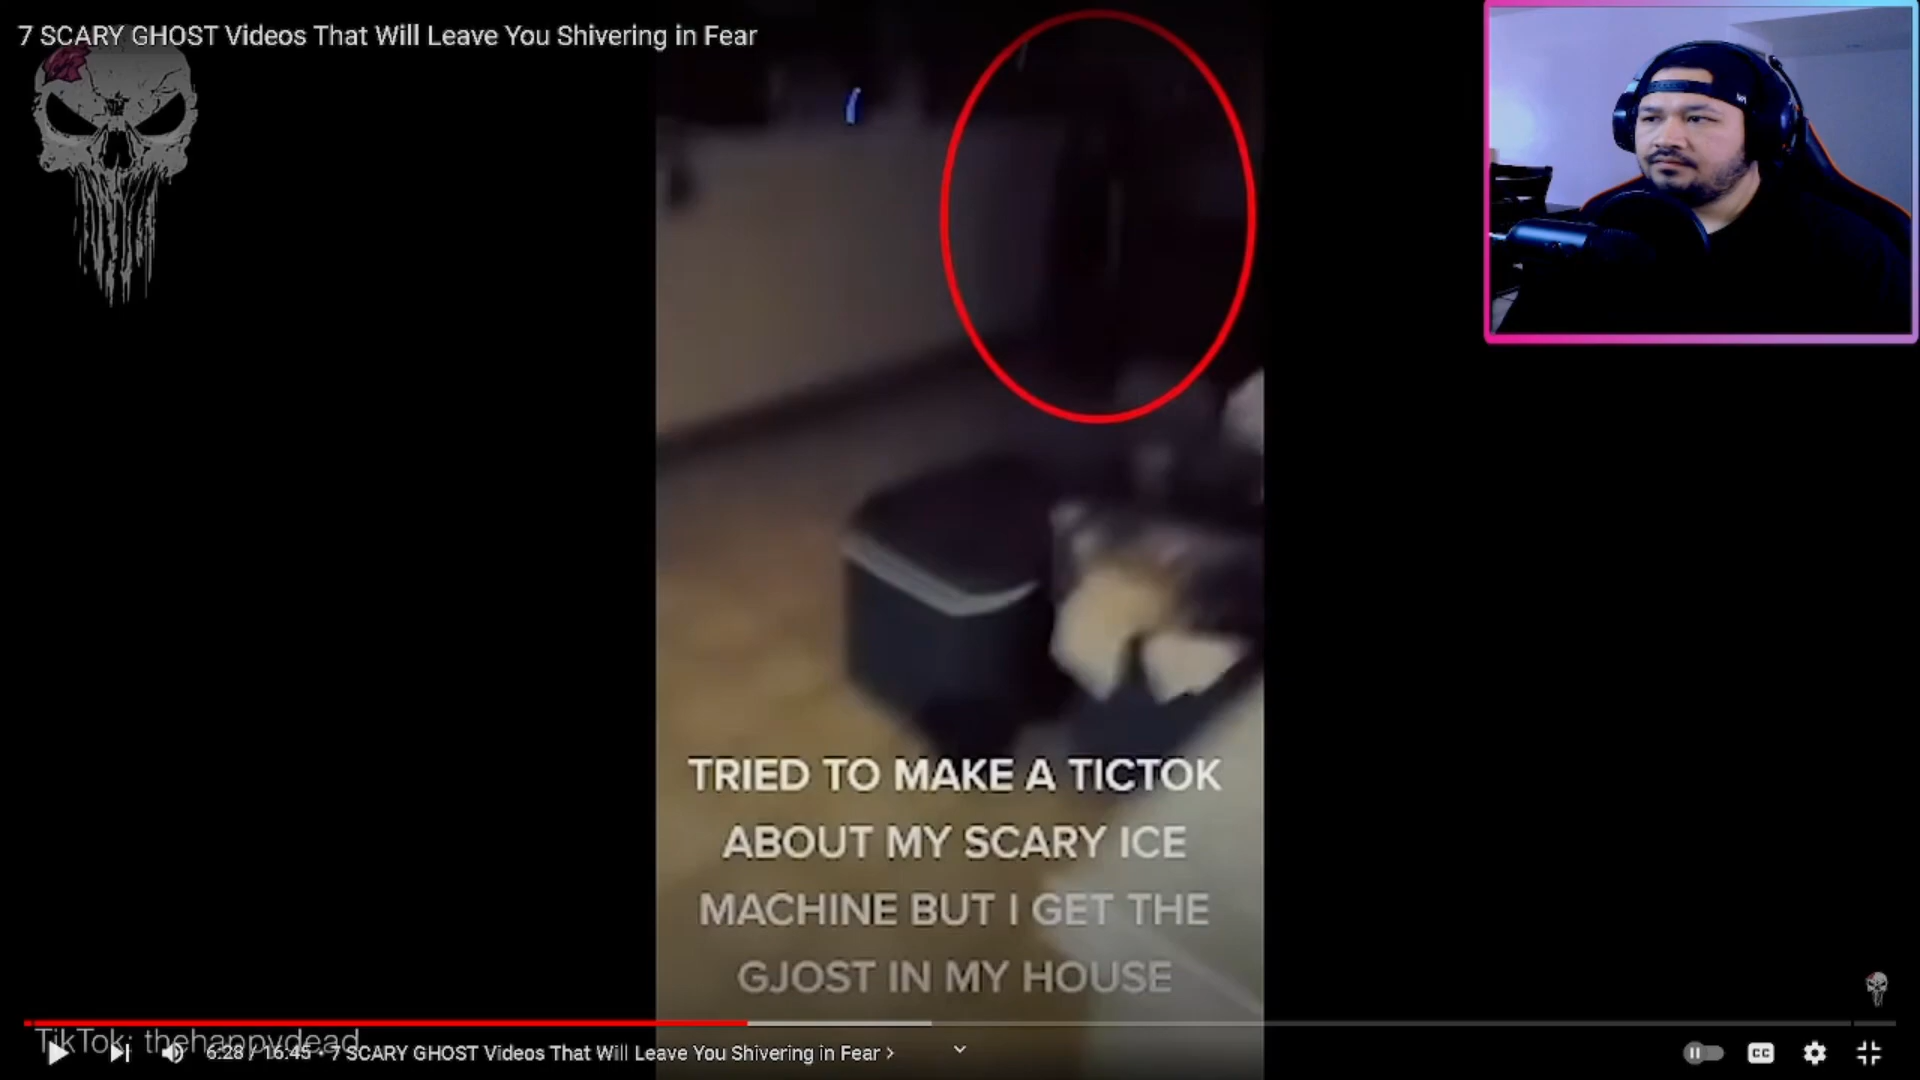 7 SCARY GHOST Videos That Will Leave You Shivering in Fear
TRIED TO MAKE A TICTOK
ABOUT MY SCARY ICE
MACHINE BUT I GET THE
GJOST IN MY HOUSE
TikTok: thehappydead
6:28 / 16:45 • 7 SCARY GHOST Videos That Will Leave You Shivering in Fear >
CC